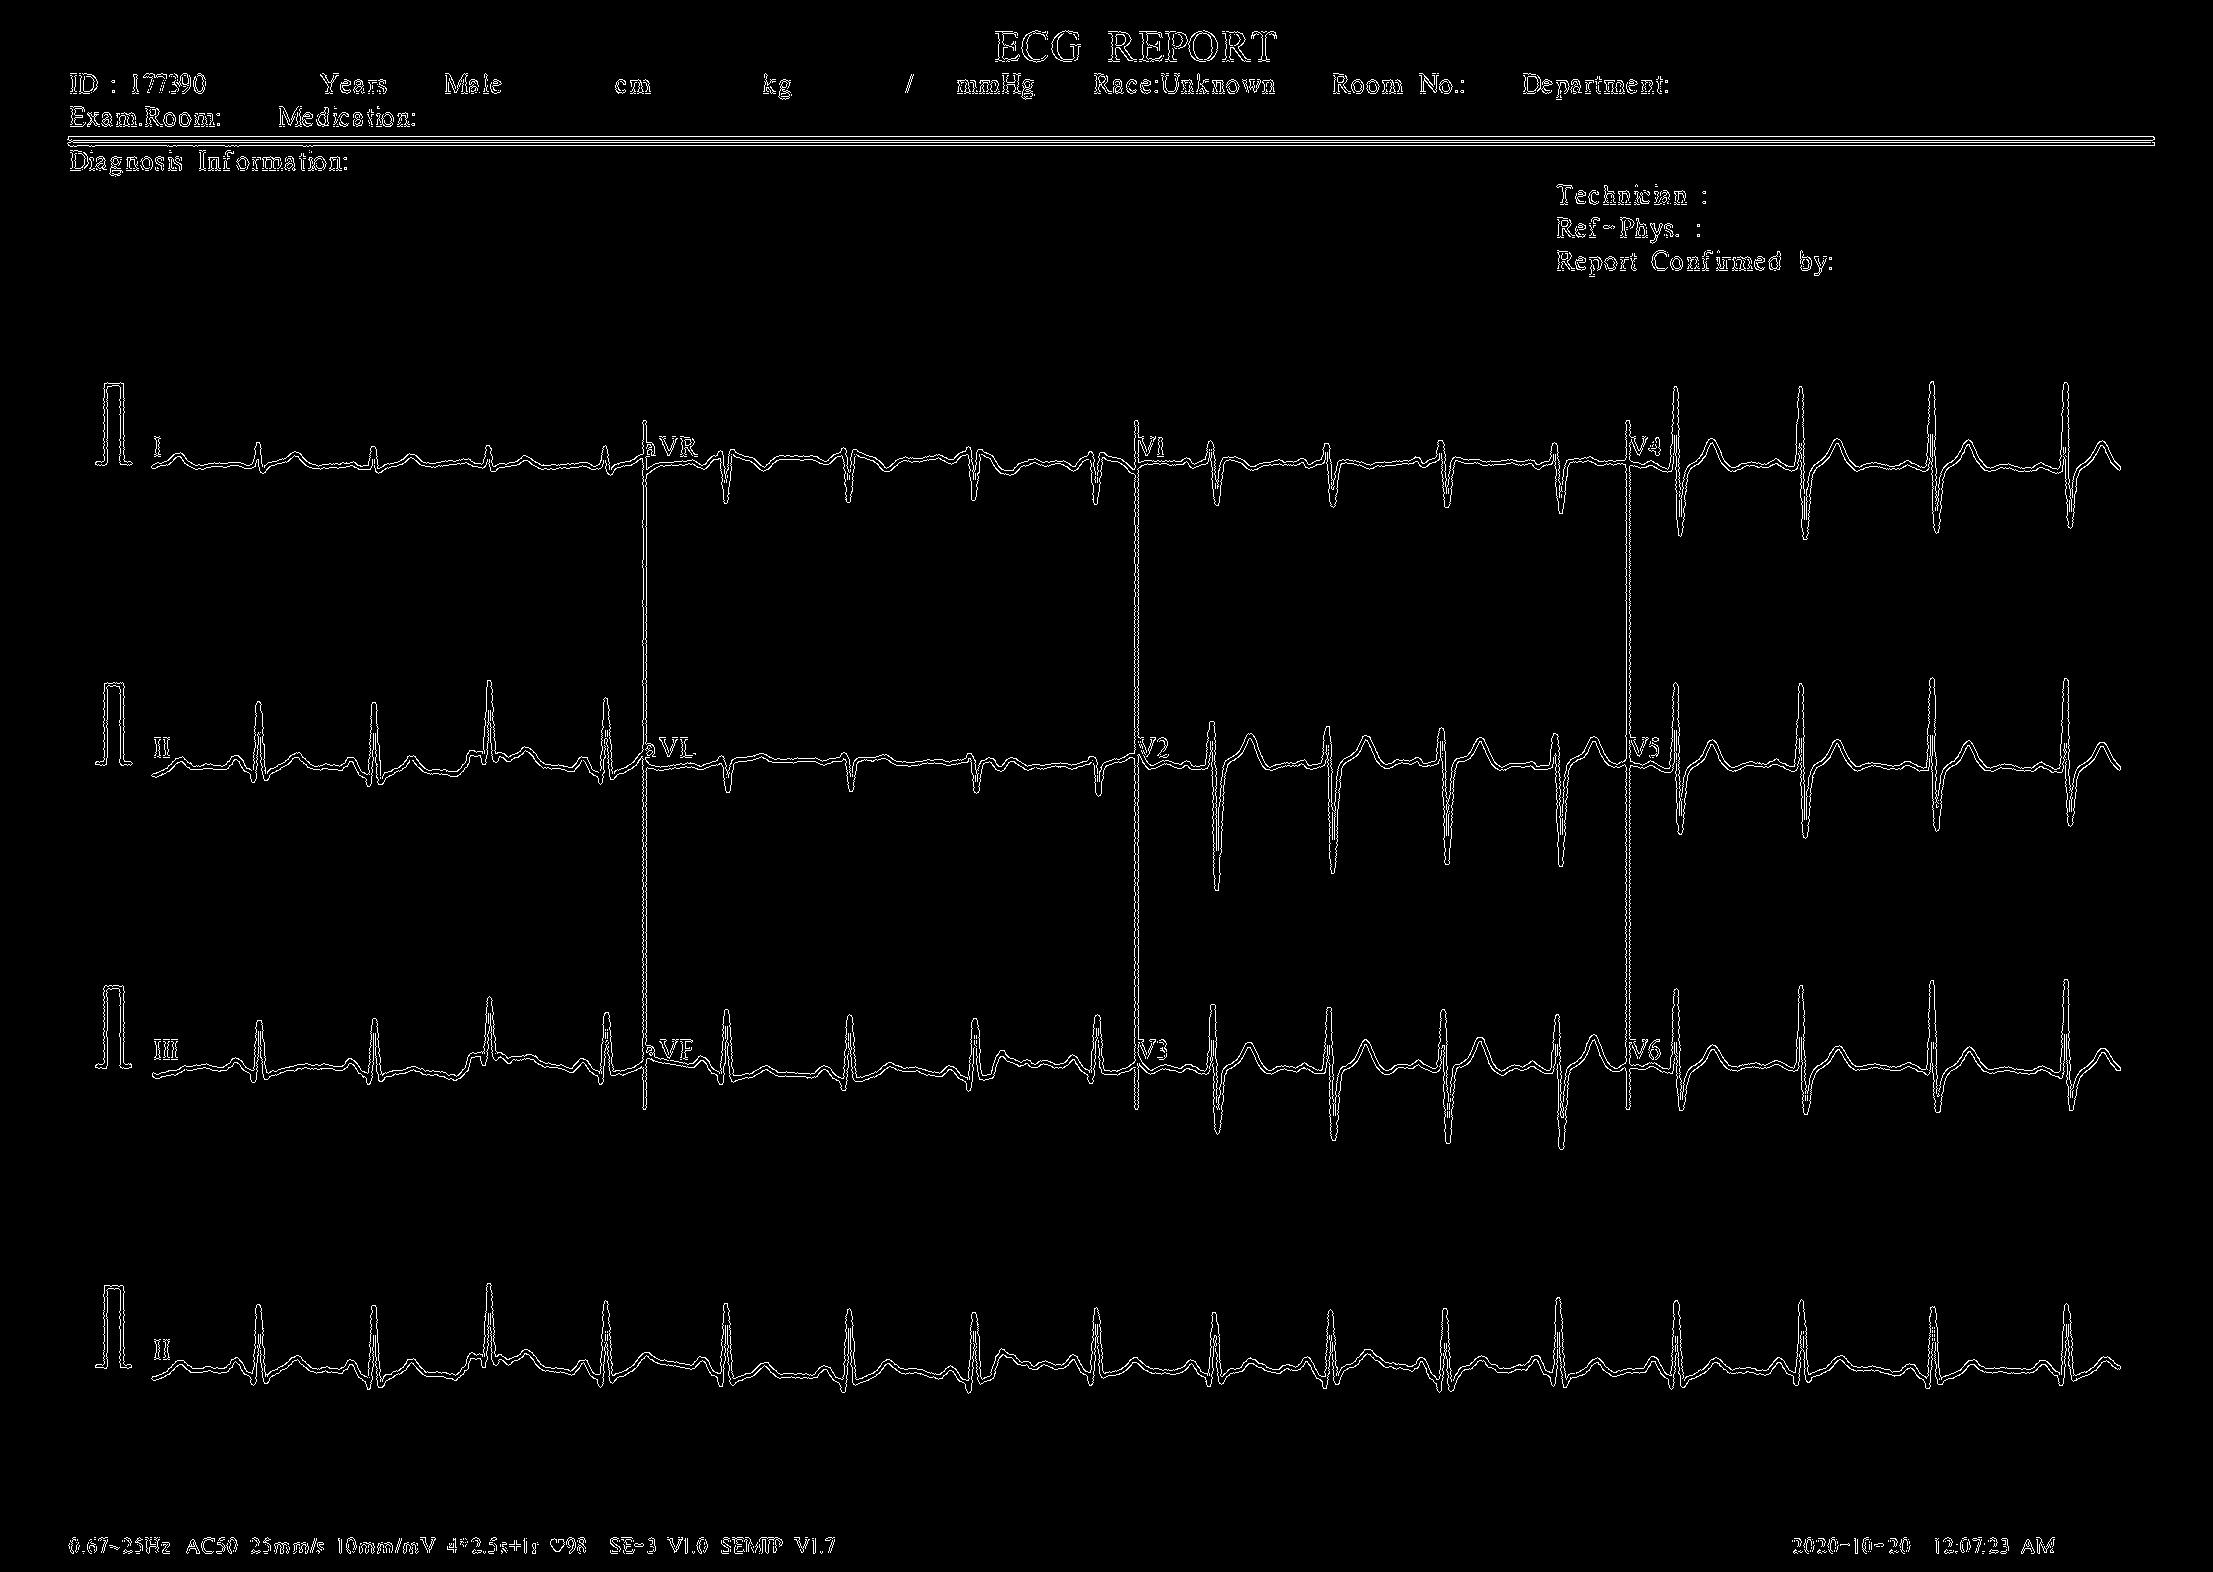 ECG REPORT
ID : 177390 Years Male cm kg / mmHg Race:Unknown Room No.: Department:
Exam.Room: Medication:
Diagnosis Information:
Technician :
Ref-Phys. :
Report Confirmed by:
I aVR V1 V4
II aVL V2 V5
III aVF V3 V6
II
0.67~25Hz AC50 25mm/s 10mm/mV 4*2.5s+1r ♡98 SE-3 V1.0 SEMIP V1.7 2020-10-20 12:07:23 AM